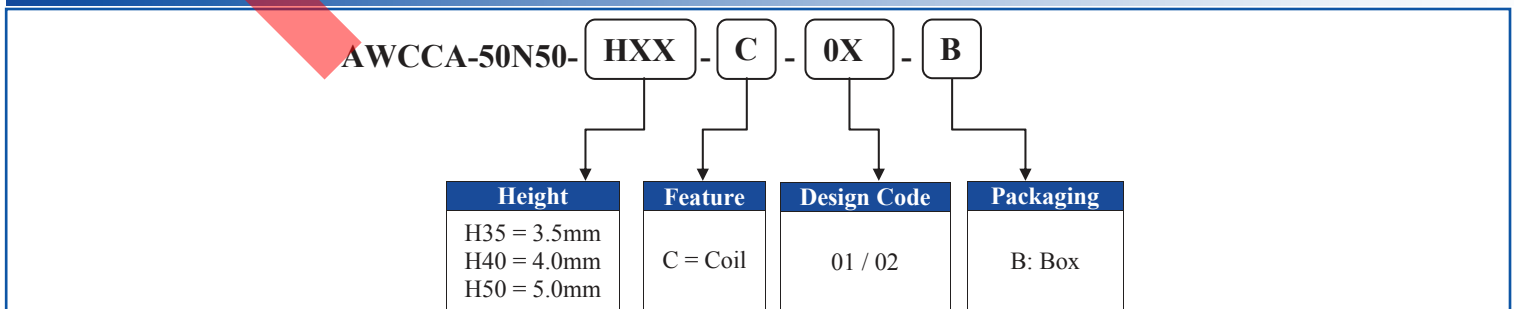 AWCCA-50N50- HXX - C - 0X - B
Height
H35 = 3.5mm
H40 = 4.0mm
H50 = 5.0mm
Feature
C = Coil
Design Code
01 / 02
Packaging
B: Box